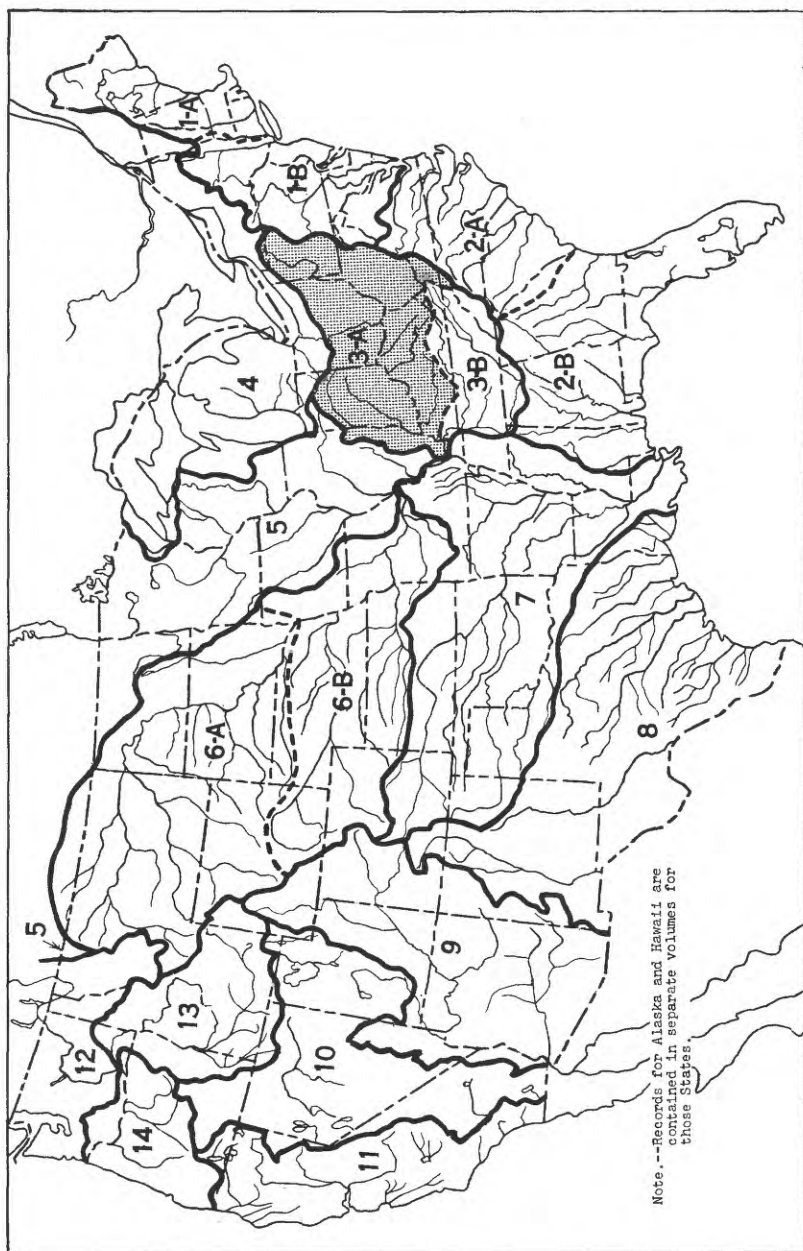 1-A
1-B
2-A
2-B
3-A
3-B
4
5
5
6-A
6-B
7
8
9
10
11
12
13
14
Note.--Records for Alaska and Hawaii are
contained in separate volumes for
those States.